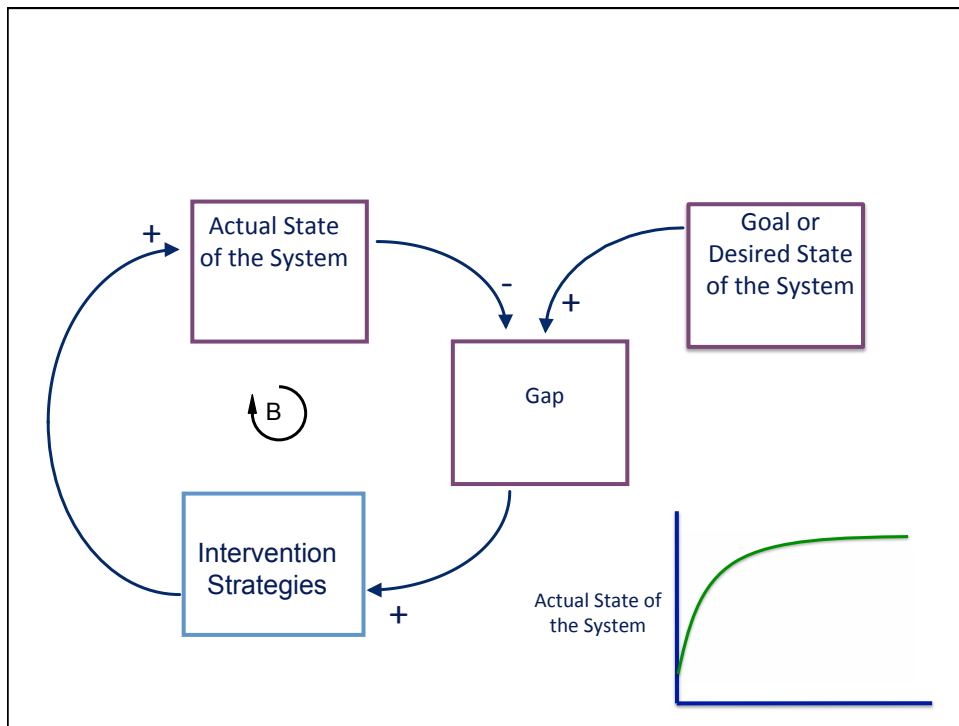 Actual State
of the System
Goal or
Desired State
of the System
+
-
+
Gap
B
Intervention
Strategies
+
Actual State of
the System